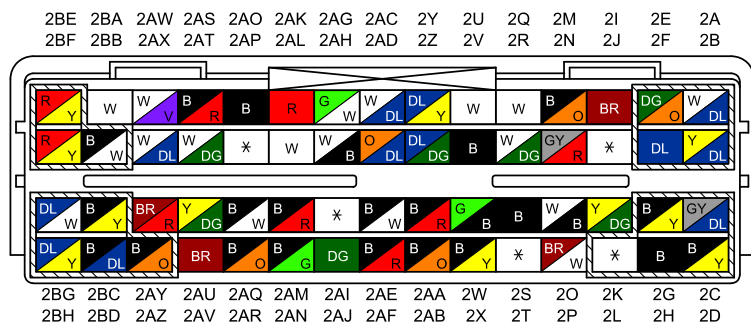 2BE 2BA 2AW 2AS 2AO 2AK 2AG 2AC 2Y 2U 2Q 2M 2I 2E 2A
2BF 2BB 2AX 2AT 2AP 2AL 2AH 2AD 2Z 2V 2R 2N 2J 2F 2B
R Y W W V B R B R G W W DL DL Y W W B O BR DG O W DL
R Y B W W DL W DG * W W B O DL DL DG B W DG GY R * DL Y DL
DL W B Y BR R Y DG B W B R * B W B R G B B W B Y DG B Y GY DL
DL Y B DL B O BR B O B G DG B R B O B Y * BR W * B B Y
2BG 2BC 2AY 2AU 2AQ 2AM 2AI 2AE 2AA 2W 2S 2O 2K 2G 2C
2BH 2BD 2AZ 2AV 2AR 2AN 2AJ 2AF 2AB 2X 2T 2P 2L 2H 2D